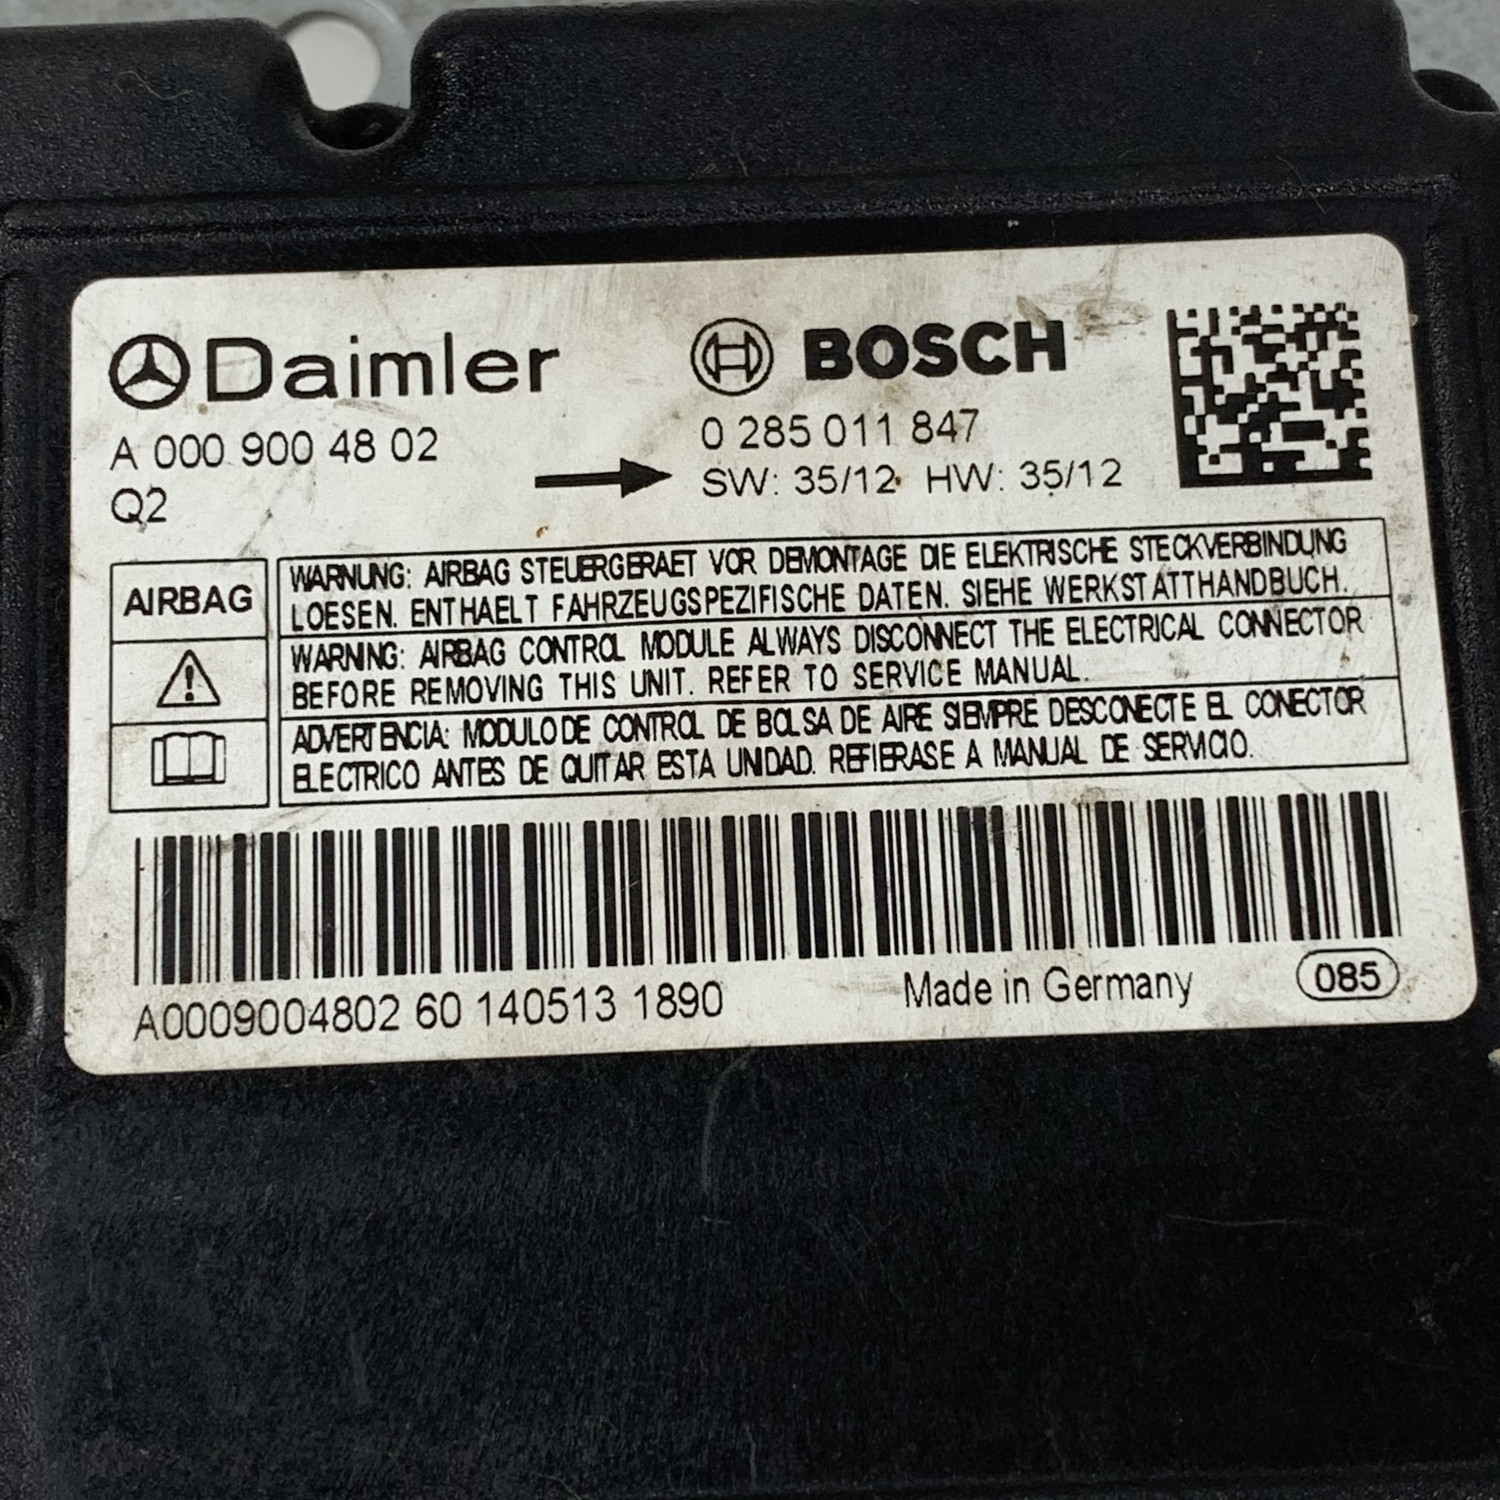 Daimler
A 000 900 48 02
Q2
BOSCH
0 285 011 847
SW: 35/12 HW: 35/12
AIRBAG
WARNUNG: AIRBAG STEUERGERAET VOR DEMONTAGE DIE ELEKTRISCHE STECKVERBINDUNG
LOESEN. ENTHAELT FAHRZEUGSPEZIFISCHE DATEN. SIEHE WERKSTATTHANDBUCH.
WARNING: AIRBAG CONTROL MODULE ALWAYS DISCONNECT THE ELECTRICAL CONNECTOR
BEFORE REMOVING THIS UNIT. REFER TO SERVICE MANUAL.
ADVERTENCIA: MODULO DE CONTROL DE BOLSA DE AIRE SIEMPRE DESCONECTE EL CONECTOR
ELECTRICO ANTES DE QUITAR ESTA UNIDAD. REFIERASE A MANUAL DE SERVICIO.
A0009004802 60 140513 1890
Made in Germany
085